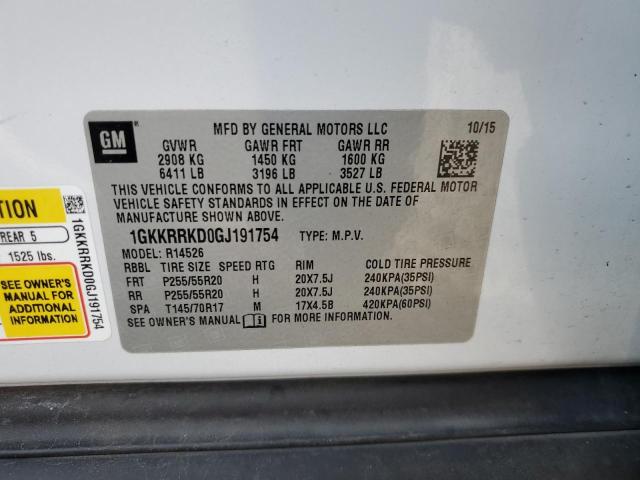 GM
MFD BY GENERAL MOTORS LLC 10/15
GVWR GAWR FRT GAWR RR
2908 KG 1450 KG 1600 KG
6411 LB 3196 LB 3527 LB
THIS VEHICLE CONFORMS TO ALL APPLICABLE U.S. FEDERAL MOTOR
VEHICLE SAFETY STANDARDS IN EFFECT ON THE DATE OF
MANUFACTURE SHOWN ABOVE.
1GKKRRKD0GJ191754 TYPE: M.P.V.
MODEL: R14526
RBBL TIRE SIZE SPEED RTG RIM COLD TIRE PRESSURE
FRT P255/55R20 H 20X7.5J 240KPA(35PSI)
RR P255/55R20 H 20X7.5J 240KPA(35PSI)
SPA T145/70R17 M 17X4.5B 420KPA(60PSI)
SEE OWNER'S MANUAL FOR MORE INFORMATION.
TION
REAR 5
1525 lbs.
SEE OWNER'S
MANUAL FOR
ADDITIONAL
INFORMATION
1GKKRRKD0GJ191754